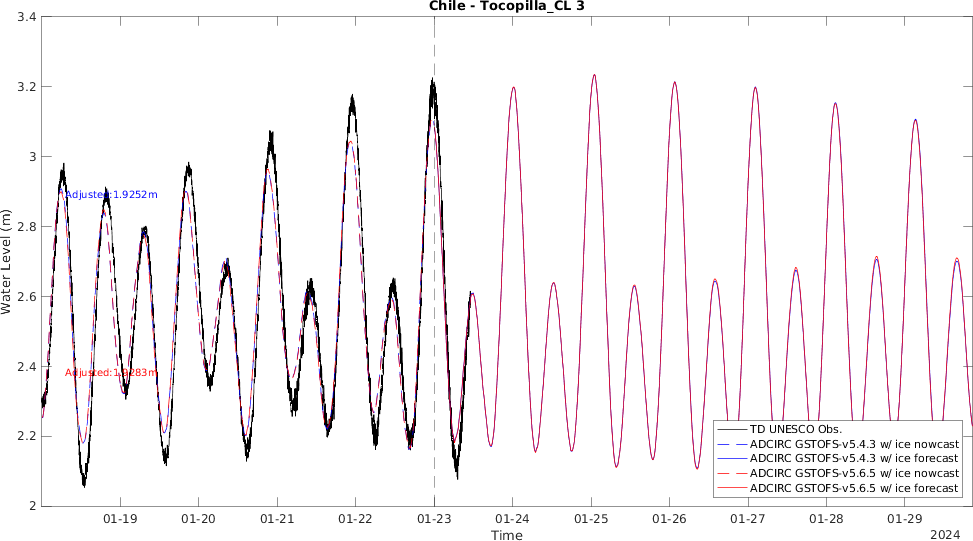 Chile - Tocopilla_CL 3
3.4
3.2
3
2.8
2.6
2.4
2.2
2
Water Level (m)
Adjusted:1.9252m
Adjusted:1.9283m
TD UNESCO Obs.
ADCIRC GSTOFS-v5.4.3 w/ ice nowcast
ADCIRC GSTOFS-v5.4.3 w/ ice forecast
ADCIRC GSTOFS-v5.6.5 w/ ice nowcast
ADCIRC GSTOFS-v5.6.5 w/ ice forecast
01-19 01-20 01-21 01-22 01-23 01-24 01-25 01-26 01-27 01-28 01-29
Time
2024